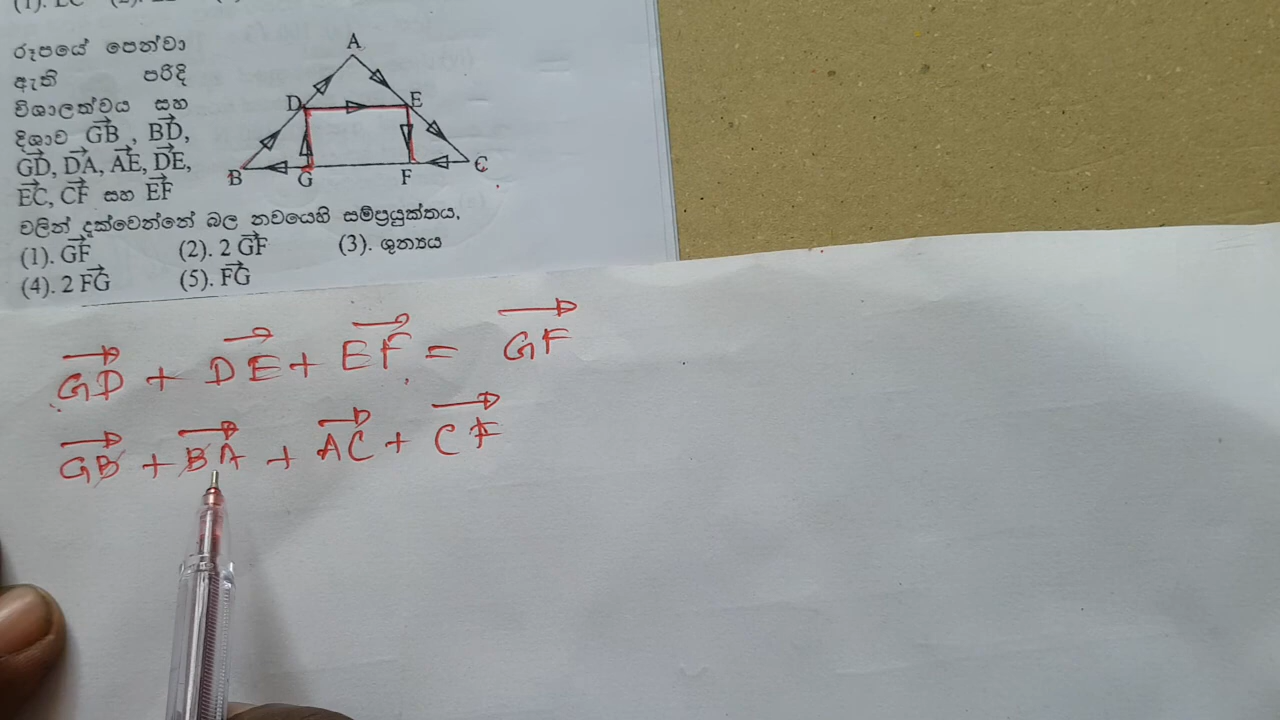 රූපයේ පෙන්වා
ඇති පරිදි
විශාලත්වය සහ
දිශාව GB⃗ , BD⃗,
GD⃗, DA⃗, AE⃗, DE⃗,
EC⃗, CF⃗ සහ EF⃗
වලින් දක්වෙන්නේ බල නවයෙහි සම්ප්‍රයුක්තය,
(1). GF⃗ (2). 2 GF⃗ (3). ශුන්‍යය
(4). 2 FG⃗ (5). FG⃗
A
D E
B G F C
GD⃗ + DE⃗ + EF⃗ = GF⃗
GB⃗ + BA⃗ + AC⃗ + CF⃗